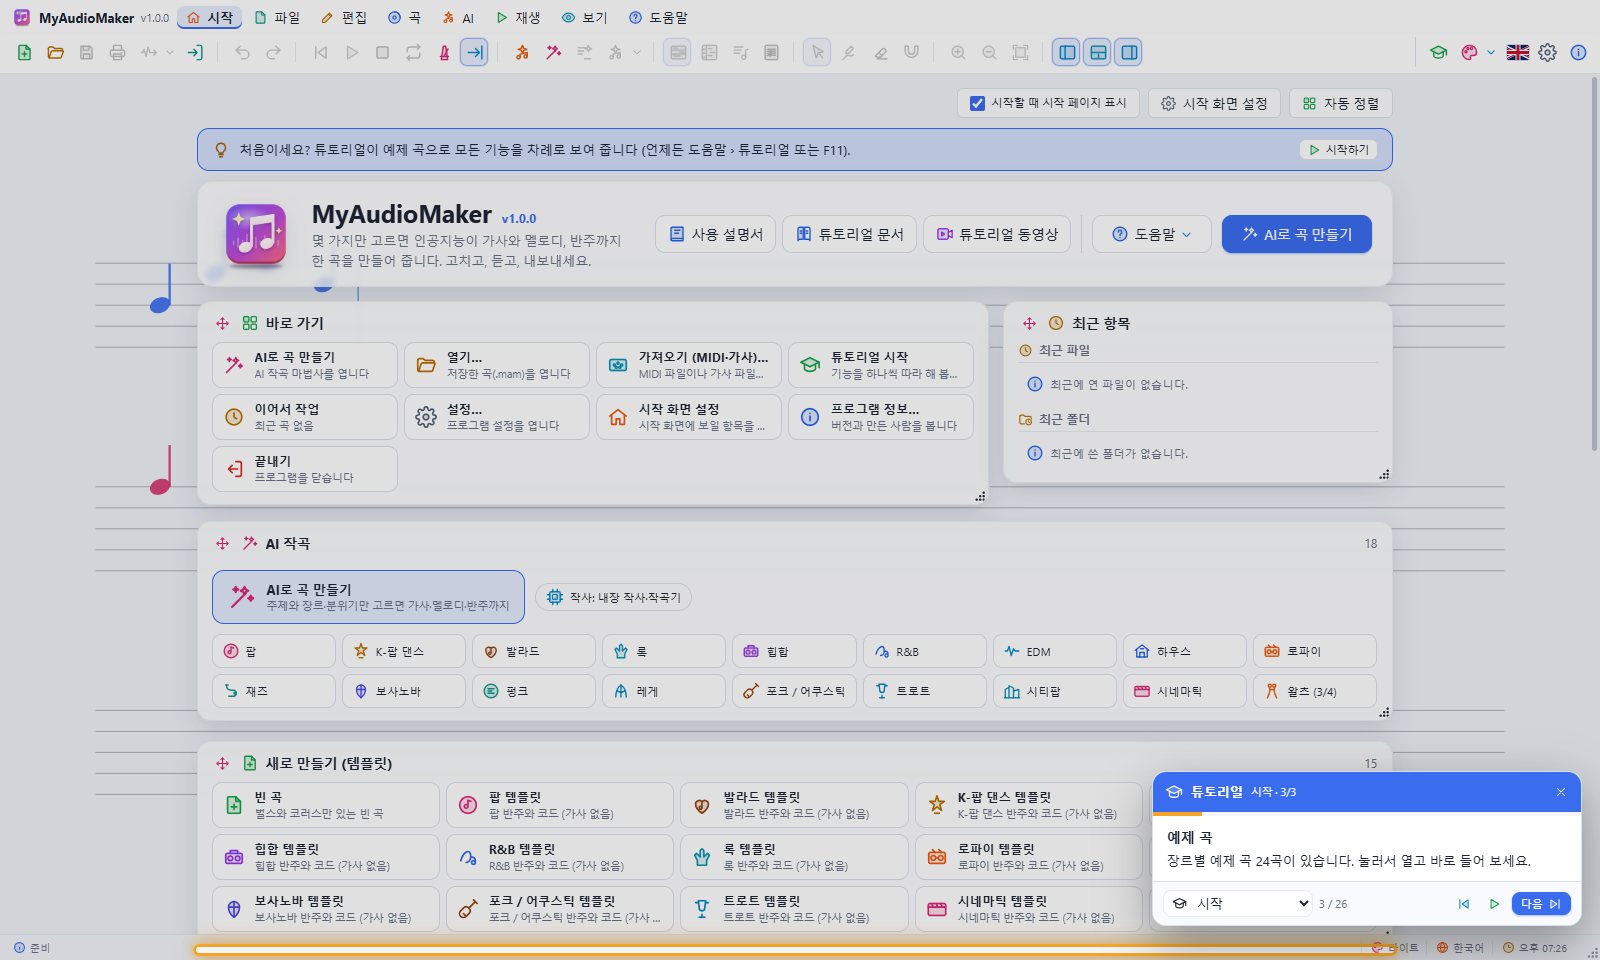 MyAudioMaker v1.0.0 시작 파일 편집 곡 AI 재생 보기 도움말
시작할 때 시작 페이지 표시 시작 화면 설정 자동 정렬
처음이세요? 튜토리얼이 예제 곡으로 모든 기능을 차례로 보여 줍니다 (언제든 도움말 › 튜토리얼 또는 F11). 시작하기
MyAudioMaker v1.0.0
몇 가지만 고르면 인공지능이 가사와 멜로디, 반주까지
한 곡을 만들어 줍니다. 고치고, 듣고, 내보내세요.
사용 설명서 튜토리얼 문서 튜토리얼 동영상 도움말 AI로 곡 만들기
바로 가기
AI로 곡 만들기 열기... 가져오기 (MIDI·가사)... 튜토리얼 시작
AI 작곡 마법사를 엽니다 저장한 곡(.mam)을 엽니다 MIDI 파일이나 가사 파일... 기능을 하나씩 따라 해 봅...
이어서 작업 설정... 시작 화면 설정 프로그램 정보...
최근 곡 없음 프로그램 설정을 엽니다 시작 화면에 보일 항목을 ... 버전과 만든 사람을 봅니다
끝내기
프로그램을 닫습니다
최근 항목
최근 파일
최근에 연 파일이 없습니다.
최근 폴더
최근에 쓴 폴더가 없습니다.
AI 작곡 18
AI로 곡 만들기
주제와 장르·분위기만 고르면 가사·멜로디·반주까지
작사: 내장 작사·작곡기
팝 K-팝 댄스 발라드 록 힙합 R&B EDM 하우스 로파이
재즈 보사노바 펑크 레게 포크 / 어쿠스틱 트로트 시티팝 시네마틱 왈츠 (3/4)
새로 만들기 (템플릿) 15
빈 곡 팝 템플릿 발라드 템플릿 K-팝 댄스 템플릿
벌스와 코러스만 있는 빈 곡 팝 반주와 코드 (가사 없음) 발라드 반주와 코드 (가사 없음) K-팝 댄스 반주와 코드 (가사 없음)
힙합 템플릿 R&B 템플릿 록 템플릿 로파이 템플릿
힙합 반주와 코드 (가사 없음) R&B 반주와 코드 (가사 없음) 록 반주와 코드 (가사 없음) 로파이 반주와 코드 (가사 없음)
보사노바 템플릿 포크 / 어쿠스틱 템플릿 트로트 템플릿 시네마틱 템플릿
보사노바 반주와 코드 (가사 없음) 포크 / 어쿠스틱 반주와 코드 (가사 ... 트로트 반주와 코드 (가사 없음) 시네마틱 반주와 코드 (가사 없음)
튜토리얼 시작 · 3/3
예제 곡
장르별 예제 곡 24곡이 있습니다. 눌러서 열고 바로 들어 보세요.
시작 3 / 26 다음
준비 한국어 오후 07:26